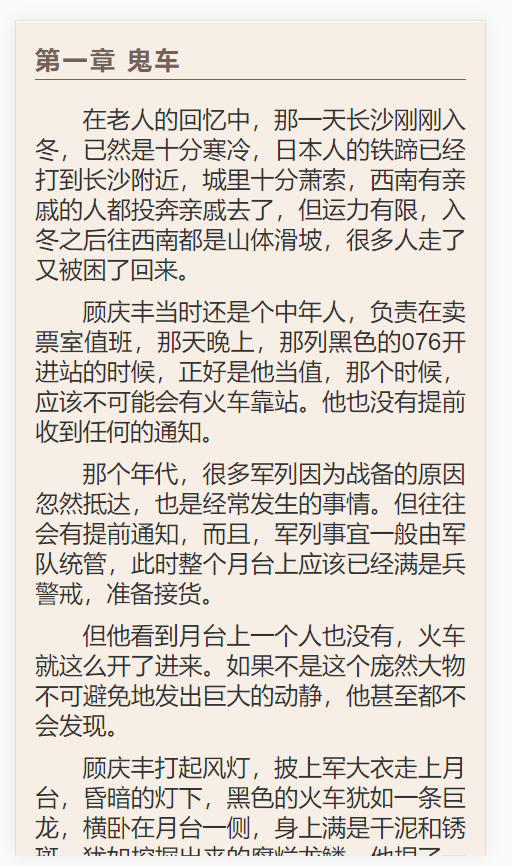 第一章 鬼车
在老人的回忆中，那一天长沙刚刚入
冬，已然是十分寒冷，日本人的铁蹄已经
打到长沙附近，城里十分萧索，西南有亲
戚的人都投奔亲戚去了，但运力有限，入
冬之后往西南都是山体滑坡，很多人走了
又被困了回来。
顾庆丰当时还是个中年人，负责在卖
票室值班，那天晚上，那列黑色的076开
进站的时候，正好是他当值，那个时候，
应该不可能会有火车靠站。他也没有提前
收到任何的通知。
那个年代，很多军列因为战备的原因
忽然抵达，也是经常发生的事情。但往往
会有提前通知，而且，军列事宜一般由军
队统管，此时整个月台上应该已经满是兵
警戒，准备接货。
但他看到月台上一个人也没有，火车
就这么开了进来。如果不是这个庞然大物
不可避免地发出巨大的动静，他甚至都不
会发现。
顾庆丰打起风灯，披上军大衣走上月
台，昏暗的灯下，黑色的火车犹如一条巨
龙，横卧在月台一侧，身上满是干泥和锈
斑，犹如挖掘出来的腐烂龙鳞。他提了一